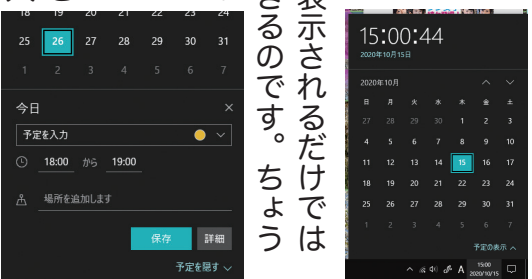 18 19 20 21 22 23 24
25 26 27 28 29 30 31
1 2 3 4 5 6 7
今日 ×
予定を入力
18:00 から 19:00
場所を追加します
保存 詳細
予定を隠す
表示されるだけでは
きるのです。ちょう
15:00:44
2020年10月15日
2020年10月
日 月 火 水 木 金 土
27 28 29 30 1 2 3
4 5 6 7 8 9 10
11 12 13 14 15 16 17
18 19 20 21 22 23 24
25 26 27 28 29 30 31
1 2 3 4 5 6 7
予定の表示
A 15:00
2020/10/15